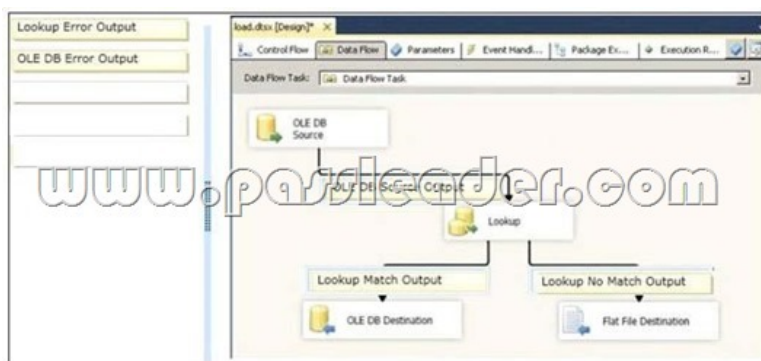 Lookup Error Output
OLE DB Error Output
load.dtsx [Design]*
Control Flow
Data Flow
Parameters
Event Handl...
Package Ex...
Execution R...
Data Flow Task:
Data Flow Task
OLE DB
Source
www.passleader.com
OLE DB Source Output
Lookup
Lookup Match Output
Lookup No Match Output
OLE DB Destination
Flat File Destination